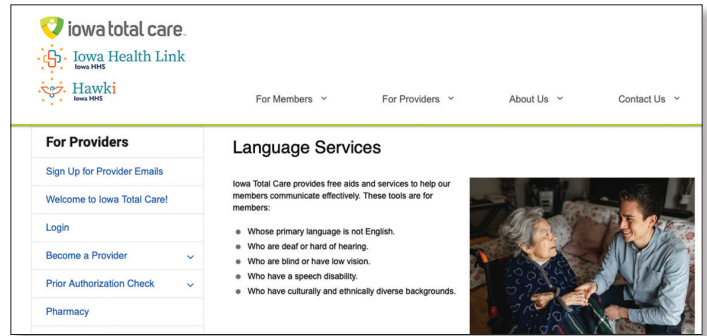 iowa total care
Iowa Health Link
Iowa HHS
Hawki
Iowa HHS
For Members
For Providers
About Us
Contact Us
For Providers
Sign Up for Provider Emails
Welcome to Iowa Total Care!
Login
Become a Provider
Prior Authorization Check
Pharmacy
Language Services
Iowa Total Care provides free aids and services to help our
members communicate effectively. These tools are for
members:
Whose primary language is not English.
Who are deaf or hard of hearing.
Who are blind or have low vision.
Who have a speech disability.
Who have culturally and ethnically diverse backgrounds.